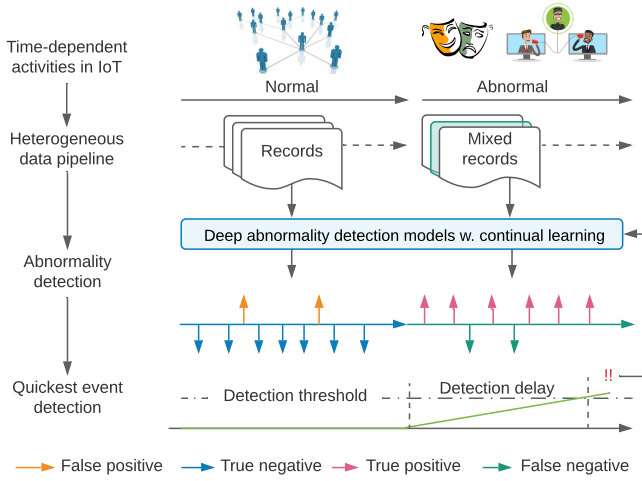 Time-dependent
activities in IoT
Normal
Abnormal
Heterogeneous
data pipeline
Records
Mixed
records
Deep abnormality detection models w. continual learning
Abnormality
detection
Quickest event
detection
Detection threshold
Detection delay
!!
False positive
True negative
True positive
False negative